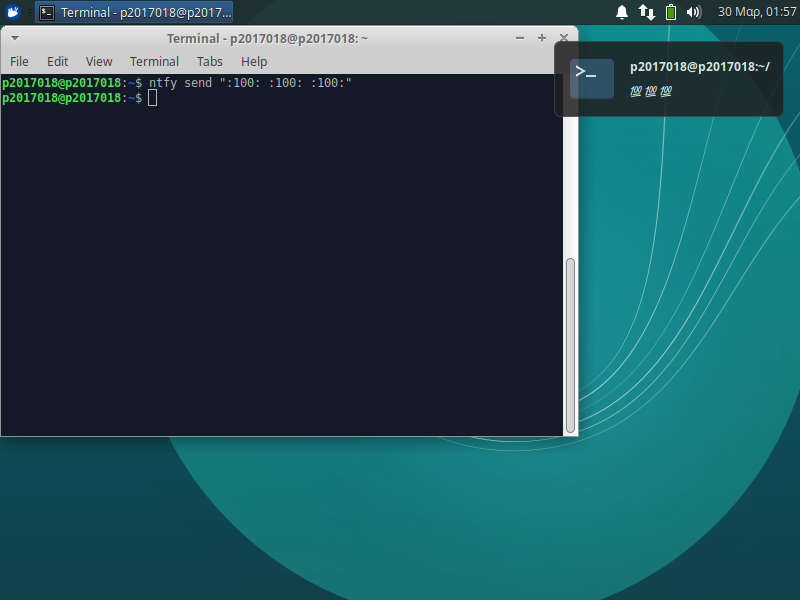 Terminal - p2017018@p2017...
30 Μαρ, 01:57
Terminal - p2017018@p2017018: ~
File Edit View Terminal Tabs Help
p2017018@p2017018:~$ ntfy send ":100: :100: :100:"
p2017018@p2017018:~$
p2017018@p2017018:~/
💯 💯 💯